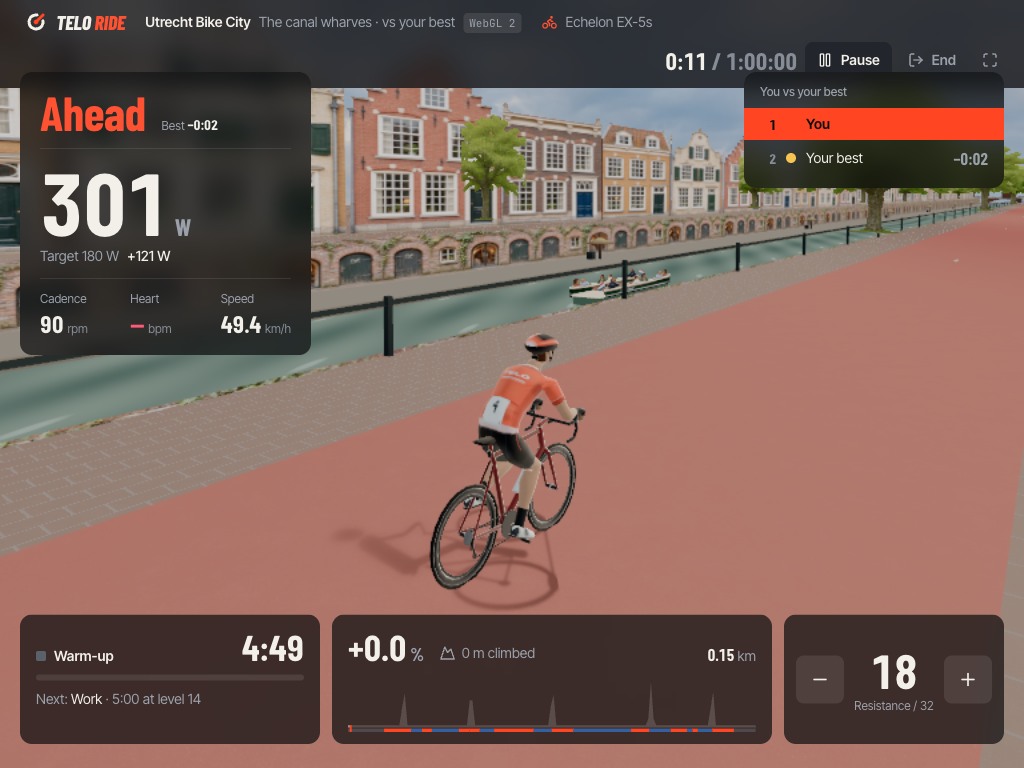 TELO RIDE Utrecht Bike City The canal wharves · vs your best WebGL 2 Echelon EX-5s
0:11 / 1:00:00 Pause End
Ahead Best −0:02
301 W
Target 180 W +121 W
Cadence Heart Speed
90 rpm — bpm 49.4 km/h
You vs your best
1 You
2 Your best −0:02
Warm-up 4:49
Next: Work · 5:00 at level 14
+0.0 % 0 m climbed 0.15 km
− 18 +
Resistance / 32